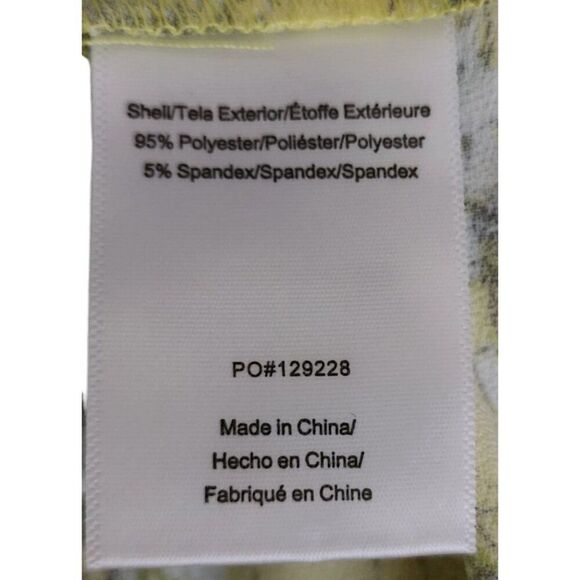 Shell/Tela Exterior/Étoffe Extérieure
95% Polyester/Poliéster/Polyester
5% Spandex/Spandex/Spandex
PO#129228
Made in China/
Hecho en China/
Fabriqué en Chine